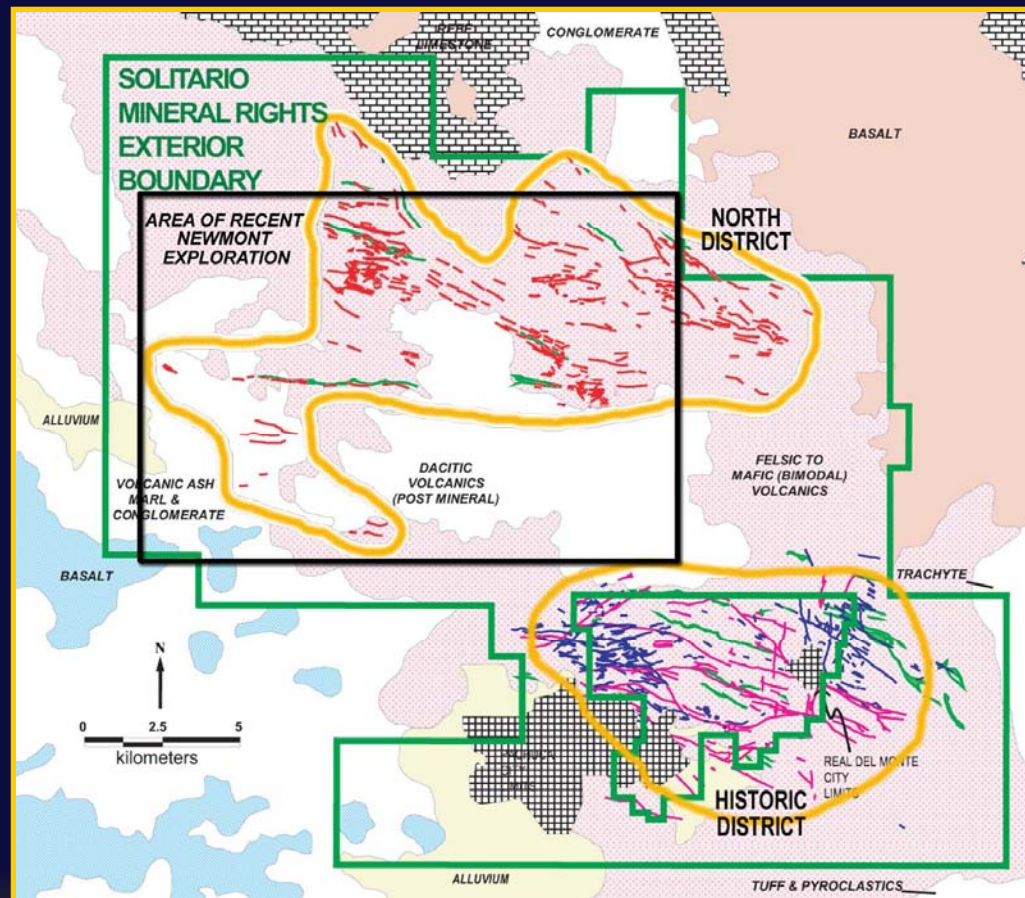 LIMESTONE
CONGLOMERATE
SOLITARIO
MINERAL RIGHTS
EXTERIOR
BOUNDARY
BASALT
AREA OF RECENT
NEWMONT
EXPLORATION
NORTH
DISTRICT
ALLUVIUM
VOLCANIC ASH
MARL &
CONGLOMERATE
DACITIC
VOLCANICS
(POST MINERAL)
FELSIC TO
MAFIC (BIMODAL)
VOLCANICS
BASALT
TRACHYTE
N
0 2.5 5
kilometers
CITY
REAL DEL MONTE
CITY
LIMITS
HISTORIC
DISTRICT
ALLUVIUM
TUFF & PYROCLASTICS